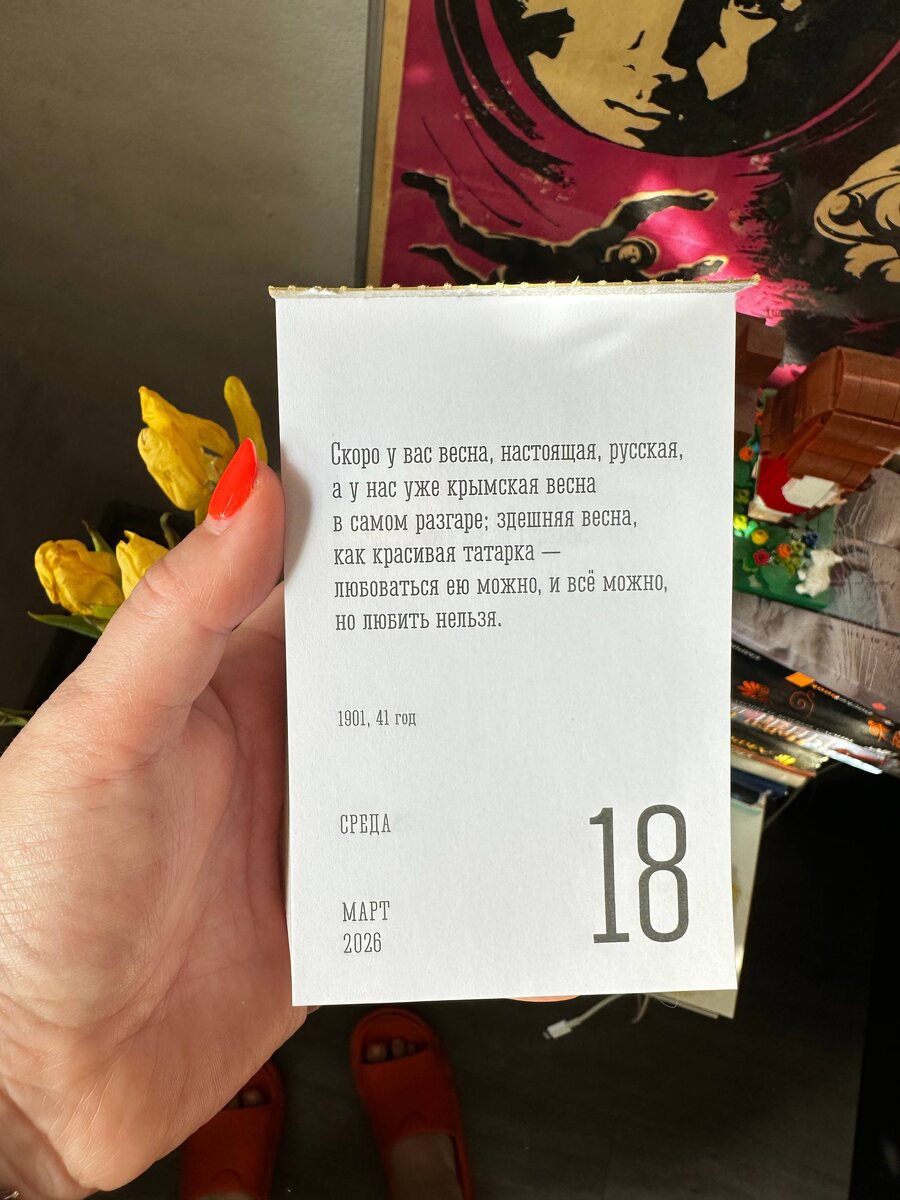 Скоро у вас весна, настоящая, русская,
а у нас уже крымская весна
в самом разгаре; здешняя весна,
как красивая татарка —
любоваться ею можно, и всё можно,
но любить нельзя.
1901, 41 год
СРЕДА
18
МАРТ
2026